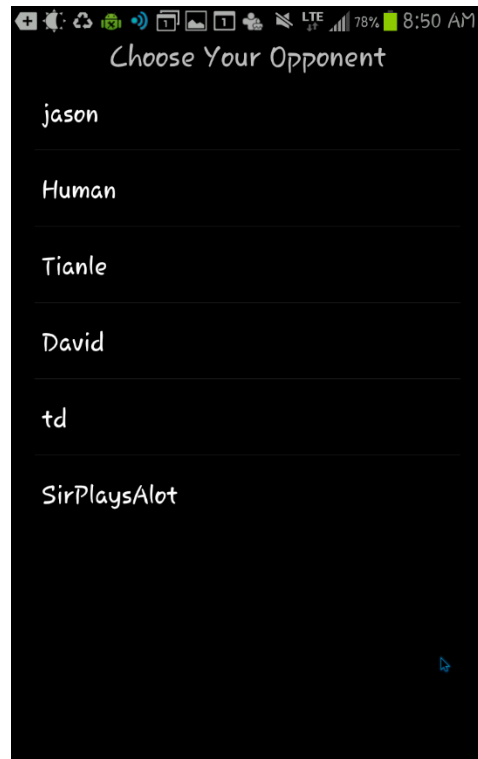 LTE 78% 8:50 AM
Choose Your Opponent
jason
Human
Tianle
David
td
SirPlaysAlot